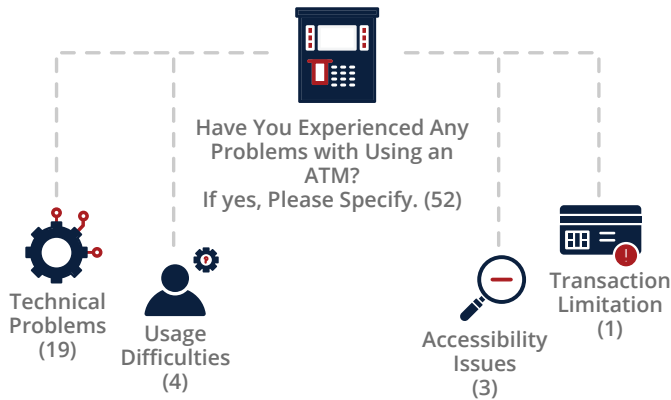 Have You Experienced Any
Problems with Using an
ATM?
If yes, Please Specify. (52)
Technical
Problems
(19)
Usage
Difficulties
(4)
Accessibility
Issues
(3)
Transaction
Limitation
(1)